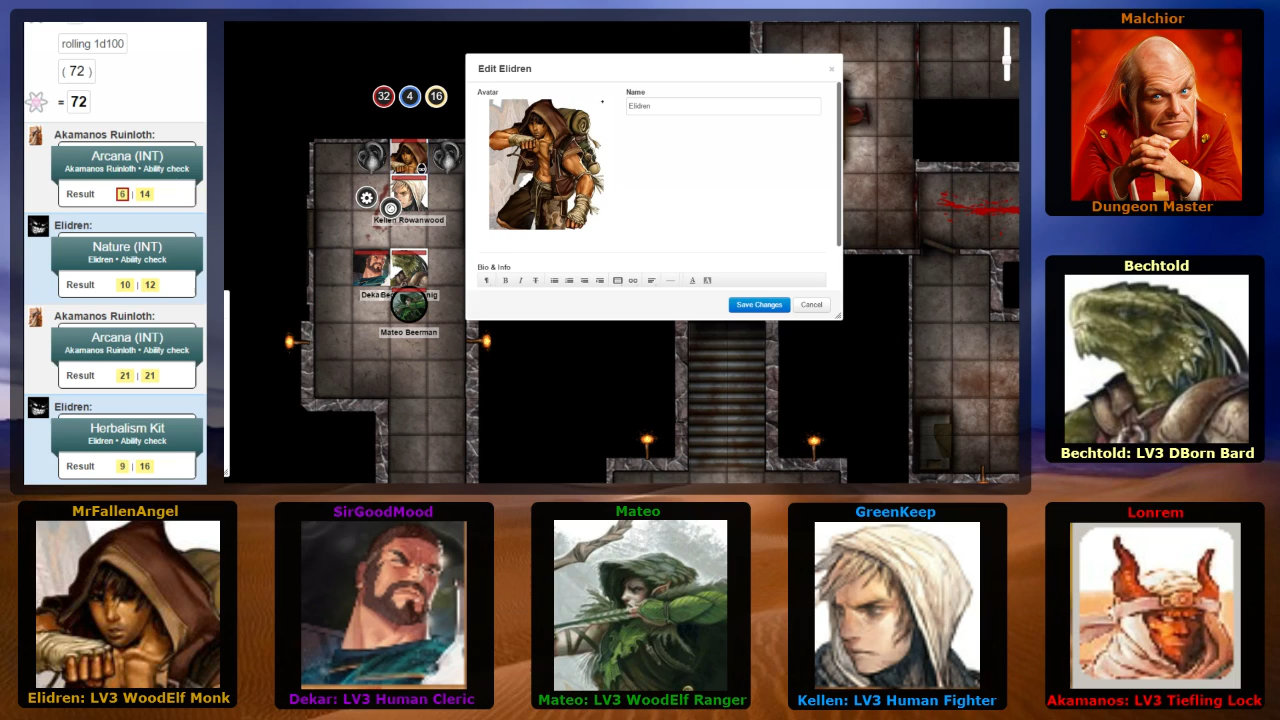 rolling 1d100
( 72 )
= 72
Akamanos Ruinloth:
Arcana (INT)
Akamanos Ruinloth • Ability check
Result 6 | 14
Elidren:
Nature (INT)
Elidren • Ability check
Result 10 | 12
Akamanos Ruinloth:
Arcana (INT)
Akamanos Ruinloth • Ability check
Result 21 | 21
Elidren:
Herbalism Kit
Elidren • Ability check
Result 9 | 16
32 4 16
Kellen Rowanwood
Mateo Beerman
Edit Elidren
×
Avatar
Name
Elidren
Bio & Info
B I
Save Changes
Cancel
Malchior
Dungeon Master
Bechtold
Bechtold: LV3 DBorn Bard
MrFallenAngel
Elidren: LV3 WoodElf Monk
SirGoodMood
Dekar: LV3 Human Cleric
Mateo
Mateo: LV3 WoodElf Ranger
GreenKeep
Kellen: LV3 Human Fighter
Lonrem
Akamanos: LV3 Tiefling Lock